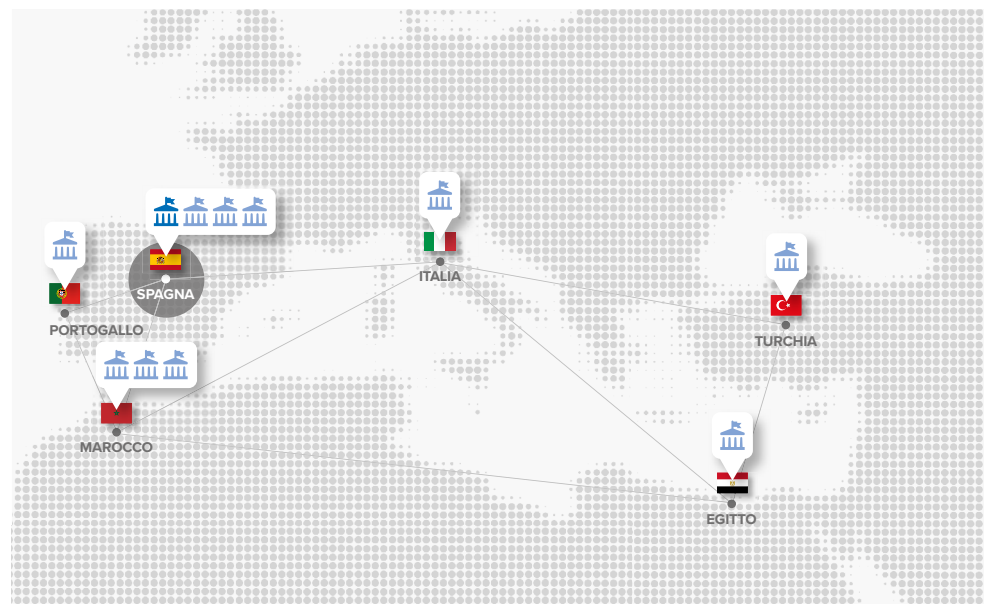 SPAGNA
ITALIA
PORTOGALLO
TURCHIA
MAROCCO
EGITTO